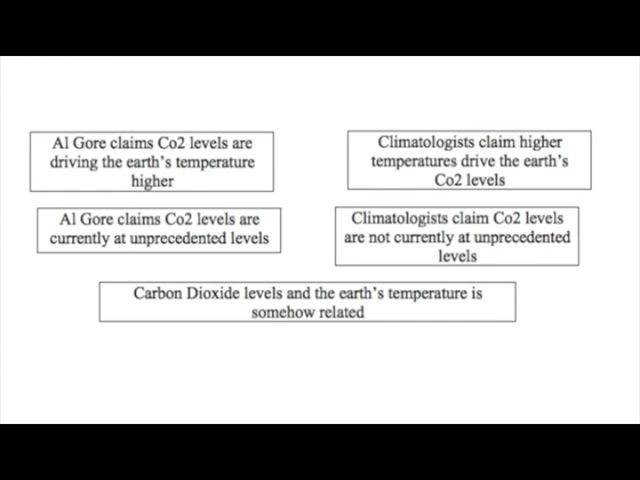 Al Gore claims Co2 levels are
driving the earth's temperature
higher
Climatologists claim higher
temperatures drive the earth's
Co2 levels
Al Gore claims Co2 levels are
currently at unprecedented levels
Climatologists claim Co2 levels
are not currently at unprecedented
levels
Carbon Dioxide levels and the earth's temperature is
somehow related